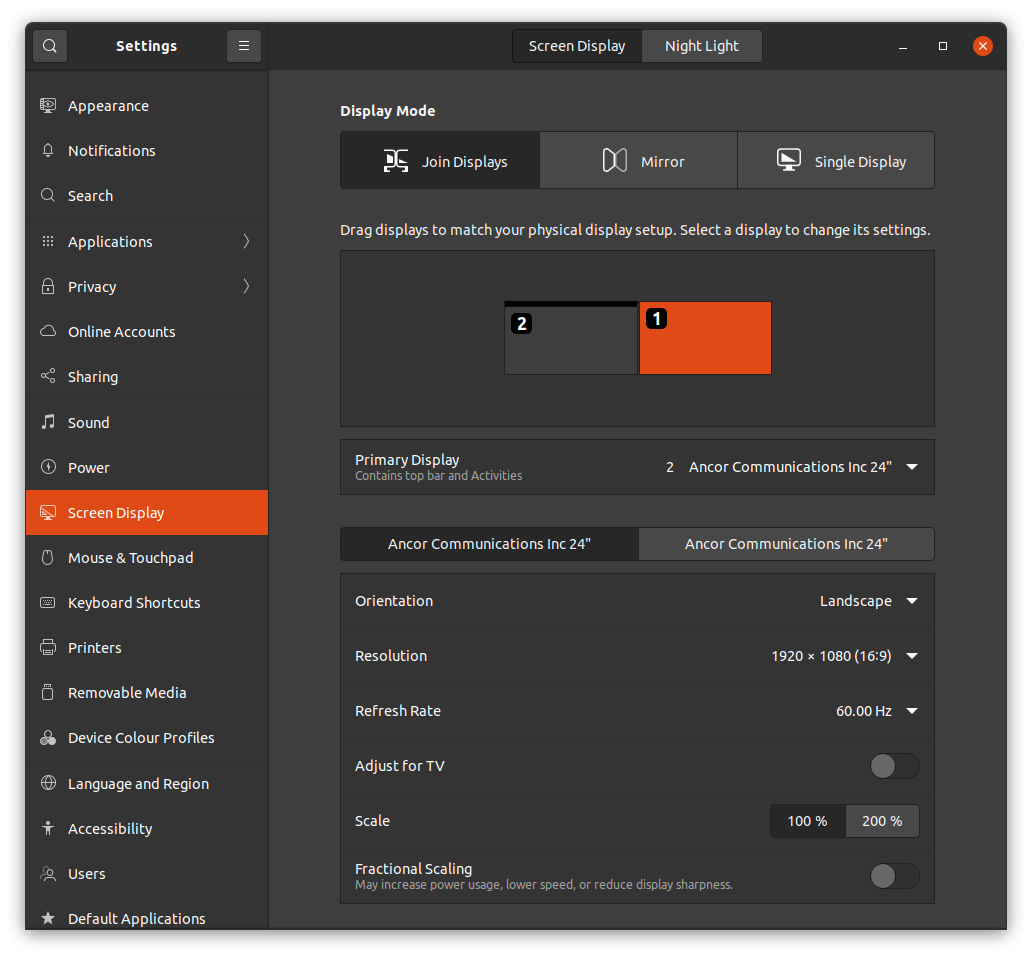 Settings
Screen Display
Night Light
Appearance
Notifications
Search
Applications
Privacy
Online Accounts
Sharing
Sound
Power
Screen Display
Mouse & Touchpad
Keyboard Shortcuts
Printers
Removable Media
Device Colour Profiles
Language and Region
Accessibility
Users
Default Applications
Display Mode
Join Displays
Mirror
Single Display
Drag displays to match your physical display setup. Select a display to change its settings.
2
1
Primary Display
Contains top bar and Activities
2 Ancor Communications Inc 24"
Ancor Communications Inc 24"
Ancor Communications Inc 24"
Orientation
Landscape
Resolution
1920 × 1080 (16∶9)
Refresh Rate
60.00 Hz
Adjust for TV
Scale
100 %
200 %
Fractional Scaling
May increase power usage, lower speed, or reduce display sharpness.